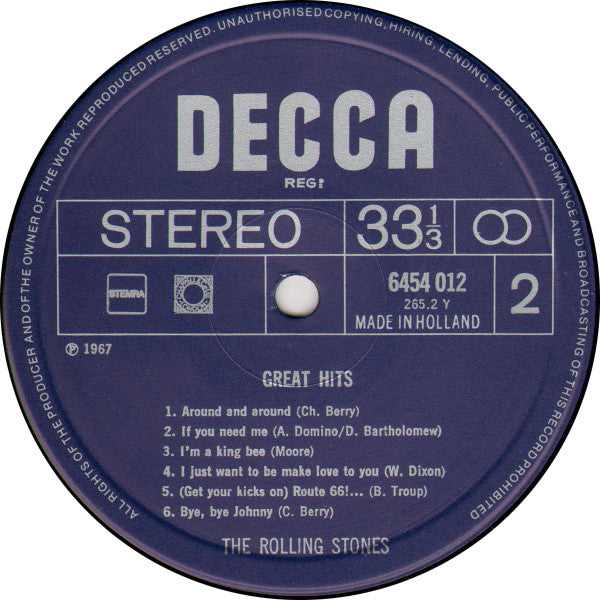 ALL RIGHTS OF THE PRODUCER AND OF THE OWNER OF THE WORK REPRODUCED RESERVED. UNAUTHORISED COPYING, HIRING, LENDING, PUBLIC PERFORMANCE AND BROADCASTING OF THIS RECORD PROHIBITED
DECCA
REG!
STEREO 33 1/3
STEMRA 6454 012 2
265.2 Y
MADE IN HOLLAND
℗ 1967
GREAT HITS
1. Around and around (Ch. Berry)
2. If you need me (A. Domino/D. Bartholomew)
3. I'm a king bee (Moore)
4. I just want to be make love to you (W. Dixon)
5. (Get your kicks on) Route 66!... (B. Troup)
6. Bye, bye Johnny (C. Berry)
THE ROLLING STONES